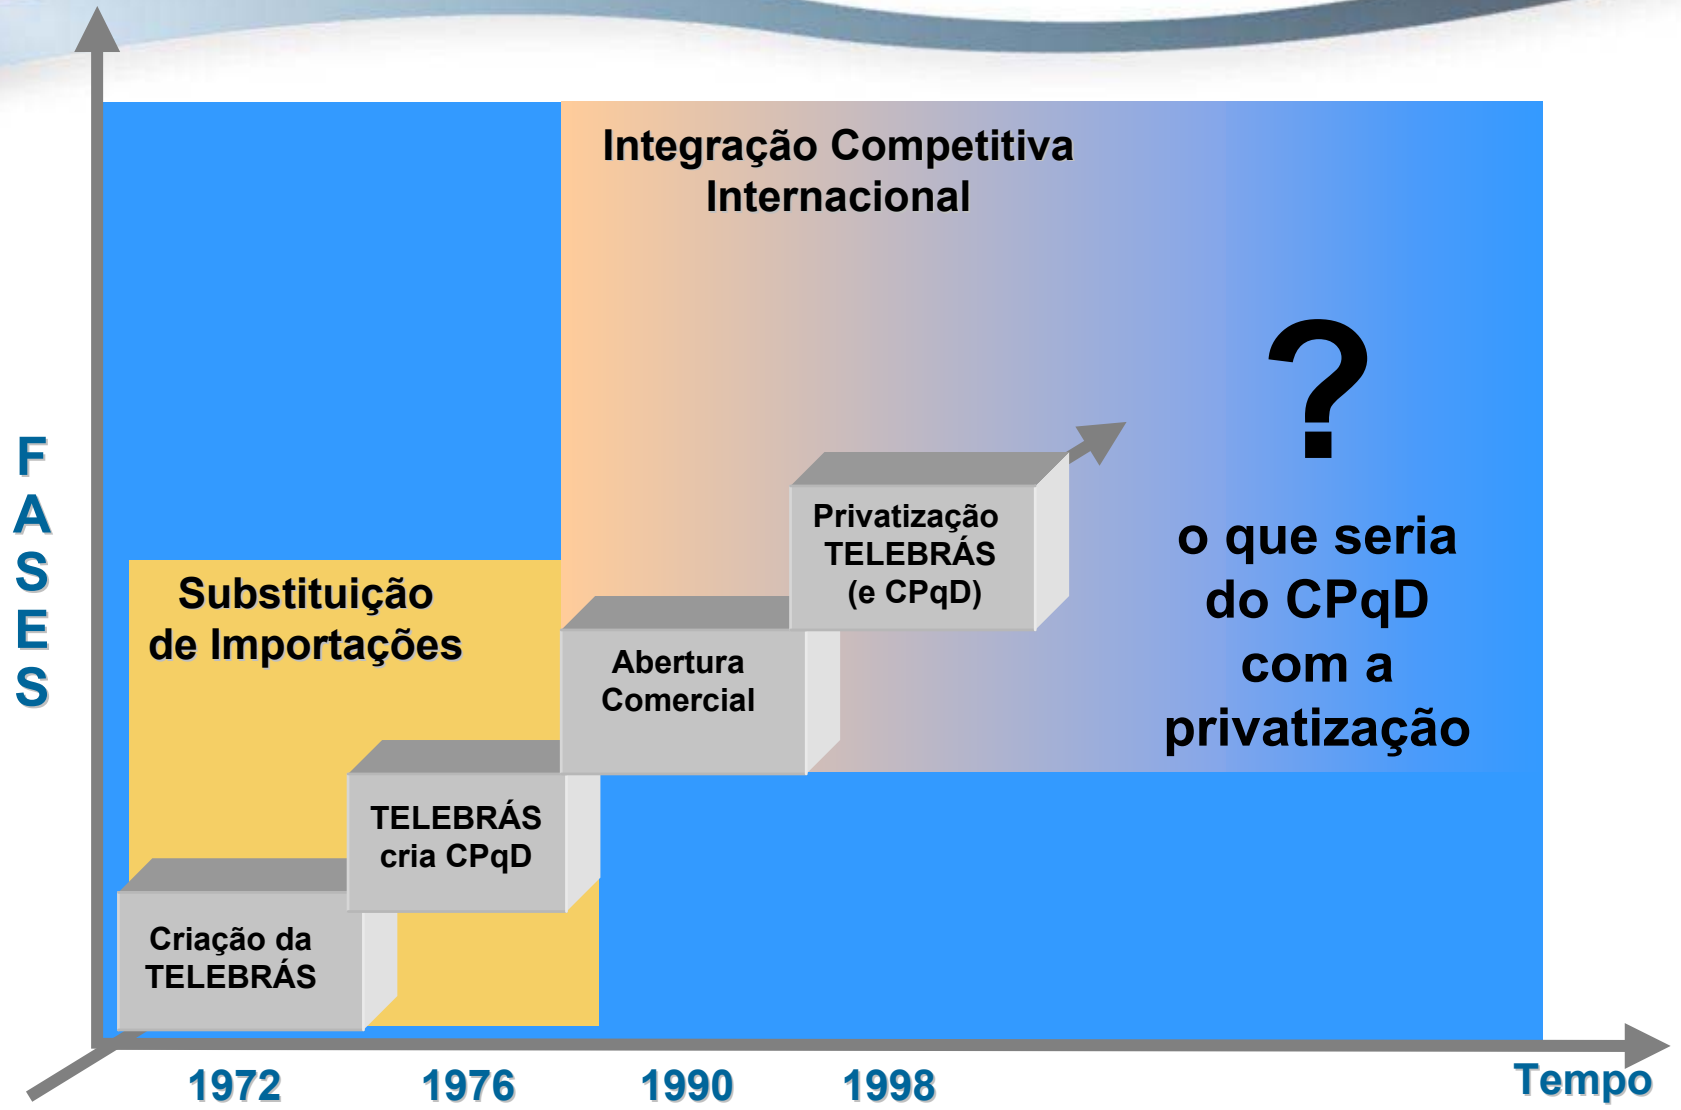 Integração Competitiva
Internacional
?
o que seria
do CPqD
com a
privatização
Privatização
TELEBRÁS
(e CPqD)
Substituição
de Importações
Abertura
Comercial
TELEBRÁS
cria CPqD
Criação da
TELEBRÁS
F
A
S
E
S
1972
1976
1990
1998
Tempo